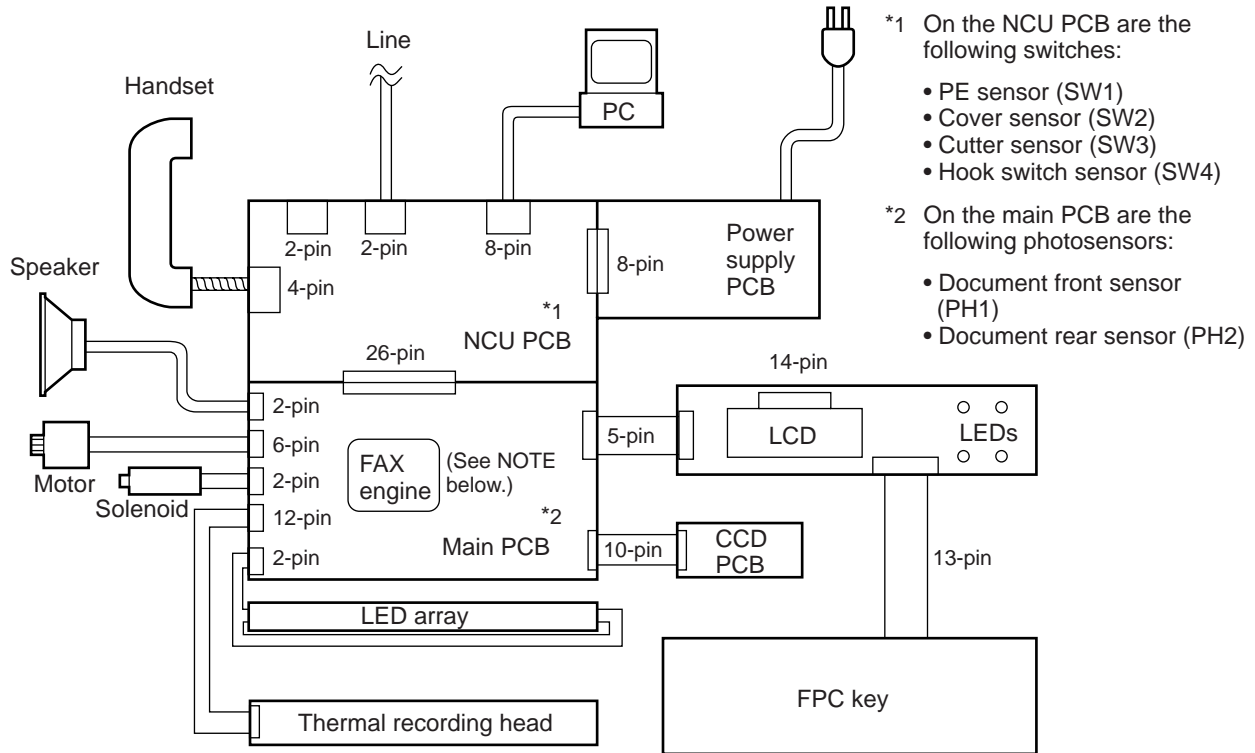 Line
Handset
PC
*1 On the NCU PCB are the
following switches:
• PE sensor (SW1)
• Cover sensor (SW2)
• Cutter sensor (SW3)
• Hook switch sensor (SW4)
*2 On the main PCB are the
following photosensors:
• Document front sensor
(PH1)
• Document rear sensor (PH2)
2-pin
2-pin
8-pin
8-pin
Power
supply
PCB
Speaker
4-pin
*1
NCU PCB
26-pin
14-pin
2-pin
6-pin
2-pin
12-pin
2-pin
Motor
Solenoid
FAX
engine
(See NOTE
below.)
*2
Main PCB
5-pin
LCD
LEDs
10-pin
CCD
PCB
13-pin
LED array
Thermal recording head
FPC key